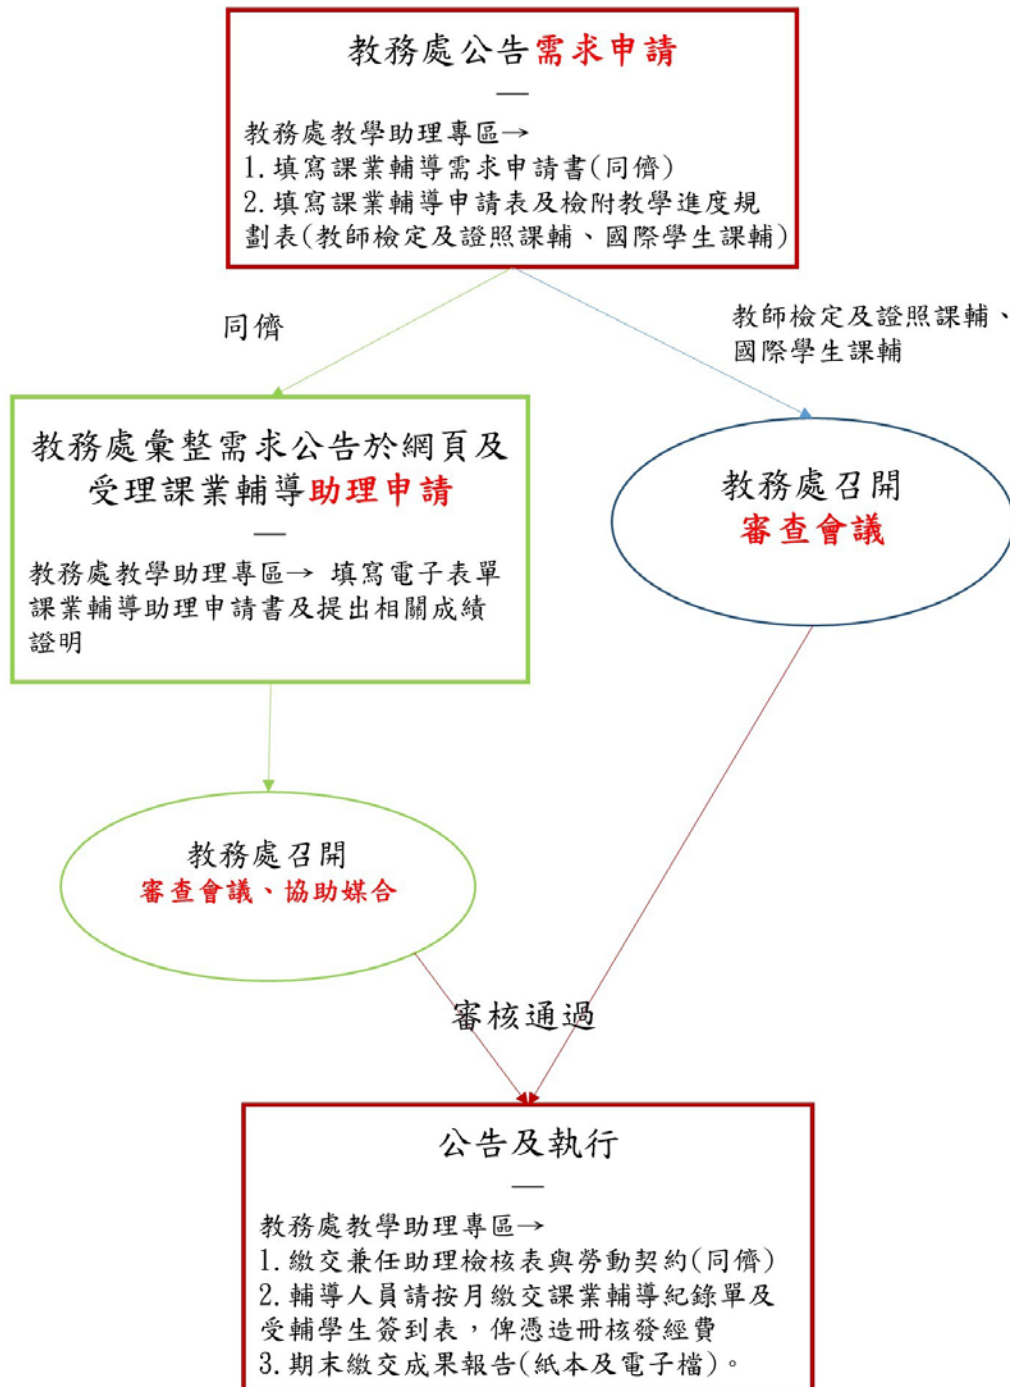 教務處公告需求申請
—
教務處教學助理專區→
1.填寫課業輔導需求申請書(同儕)
2.填寫課業輔導申請表及檢附教學進度規
劃表(教師檢定及證照課輔、國際學生課輔)
同儕
教師檢定及證照課輔、
國際學生課輔
教務處彙整需求公告於網頁及
受理課業輔導助理申請
—
教務處教學助理專區→ 填寫電子表單
課業輔導助理申請書及提出相關成績
證明
教務處召開
審查會議
教務處召開
審查會議、協助媒合
審核通過
公告及執行
—
教務處教學助理專區→
1.繳交兼任助理檢核表與勞動契約(同儕)
2.輔導人員請按月繳交課業輔導紀錄單及
受輔學生簽到表，俾憑造冊核發經費
3.期末繳交成果報告(紙本及電子檔)。